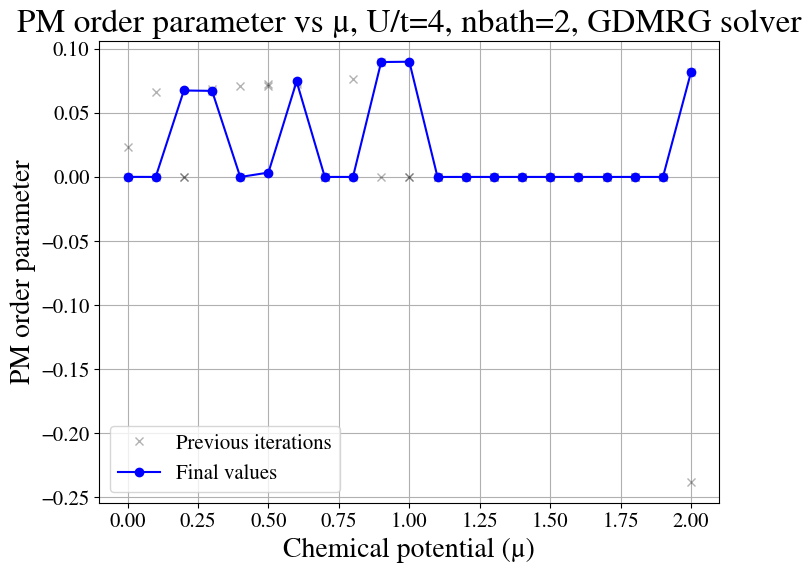 PM order parameter vs µ, U/t=4, nbath=2, GDMRG solver
PM order parameter
0.10
0.05
0.00
−0.05
−0.10
−0.15
−0.20
−0.25
Previous iterations
Final values
0.00 0.25 0.50 0.75 1.00 1.25 1.50 1.75 2.00
Chemical potential (µ)